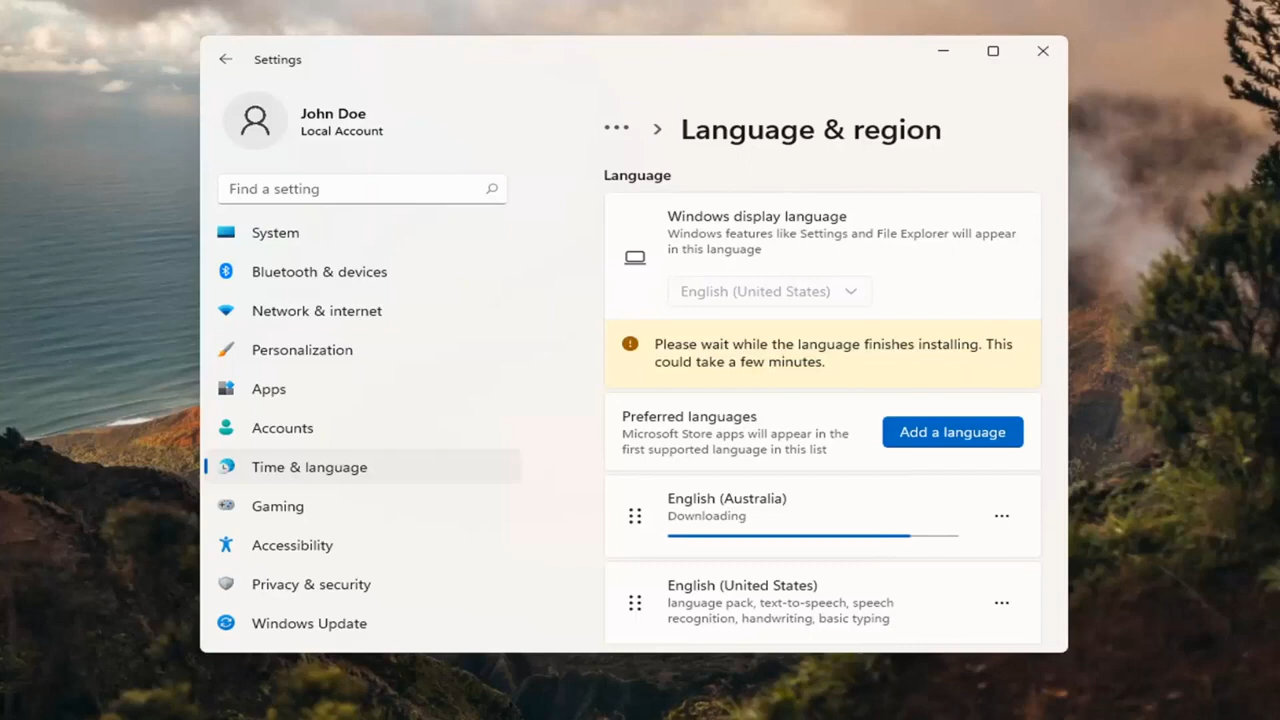 Settings
John Doe
Local Account
Find a setting
System
Bluetooth & devices
Network & internet
Personalization
Apps
Accounts
Time & language
Gaming
Accessibility
Privacy & security
Windows Update
Language & region
Language
Windows display language
Windows features like Settings and File Explorer will appear
in this language
English (United States)
Please wait while the language finishes installing. This
could take a few minutes.
Preferred languages
Microsoft Store apps will appear in the
first supported language in this list
Add a language
English (Australia)
Downloading
English (United States)
language pack, text-to-speech, speech
recognition, handwriting, basic typing